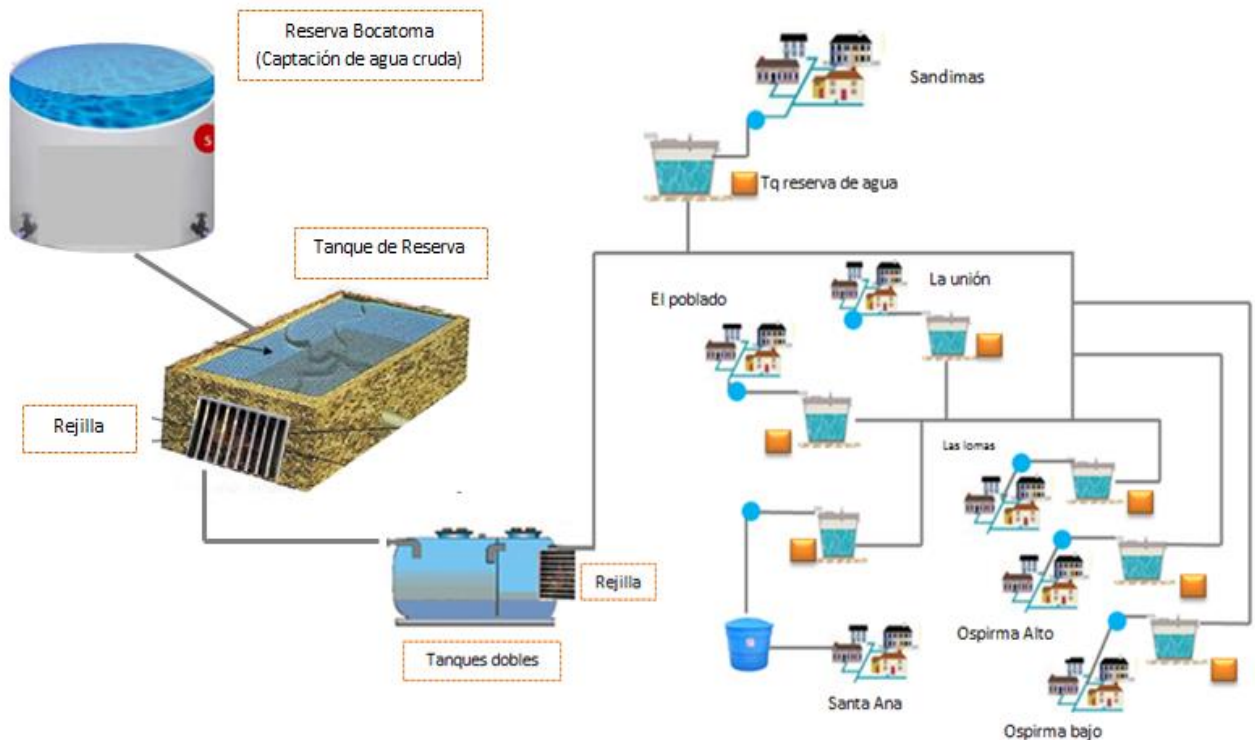 Reserva Bocatoma
(Captación de agua cruda)
S
Tanque de Reserva
Rejilla
Rejilla
Tanques dobles
Sandimas
Tq reserva de agua
La unión
El poblado
Las lomas
Ospirma Alto
Santa Ana
Ospirma bajo